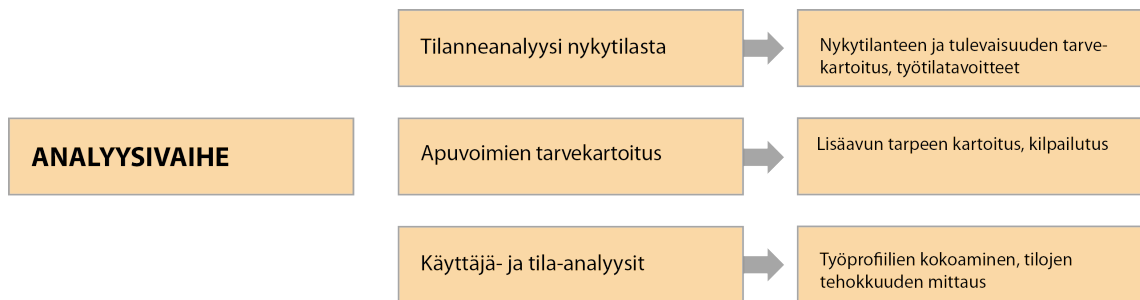 Tilanneanalyysi nykytilasta
Nykytilanteen ja tulevaisuuden tarve-
kartoitus, työtilatavoitteet
ANALYYSIVAIHE
Apuvoimien tarvekartoitus
Lisäavun tarpeen kartoitus, kilpailutus
Käyttäjä- ja tila-analyysit
Työprofiilien kokoaminen, tilojen
tehokkuuden mittaus